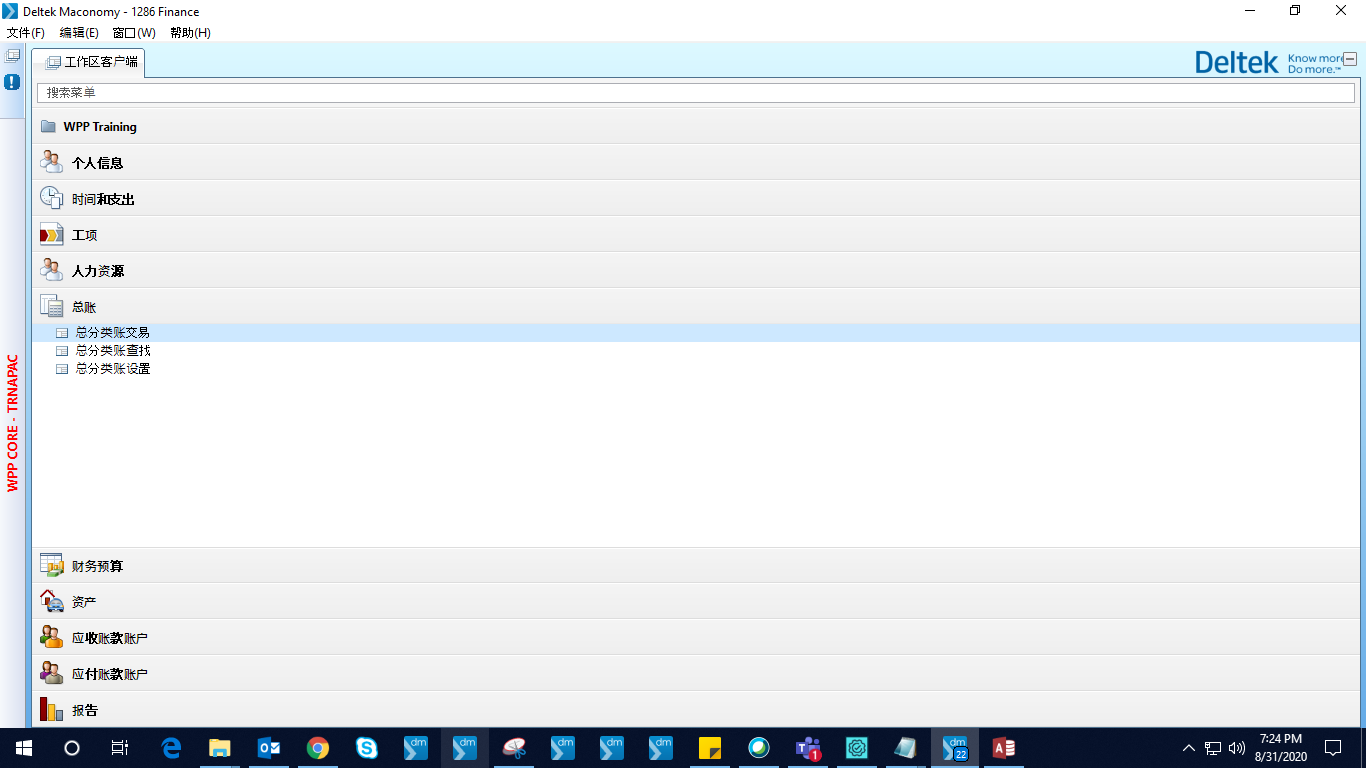 Deltek Maconomy - 1286 Finance
文件(F) 编辑(E) 窗口(W) 帮助(H)
工作区客户端
Deltek Know more Do more.™
搜索菜单
WPP Training
个人信息
时间和支出
工项
人力资源
总账
总分类账交易
总分类账查找
总分类账设置
WPP CORE - TRNAPAC
财务预算
资产
应收账款账户
应付账款账户
报告
dm dm dm dm dm 1 dm 22
7:24 PM
8/31/2020